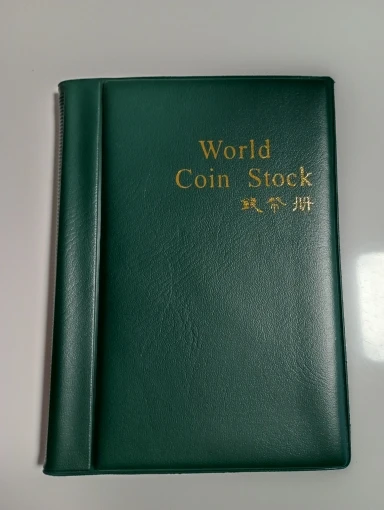 World
Coin Stock
錢幣册